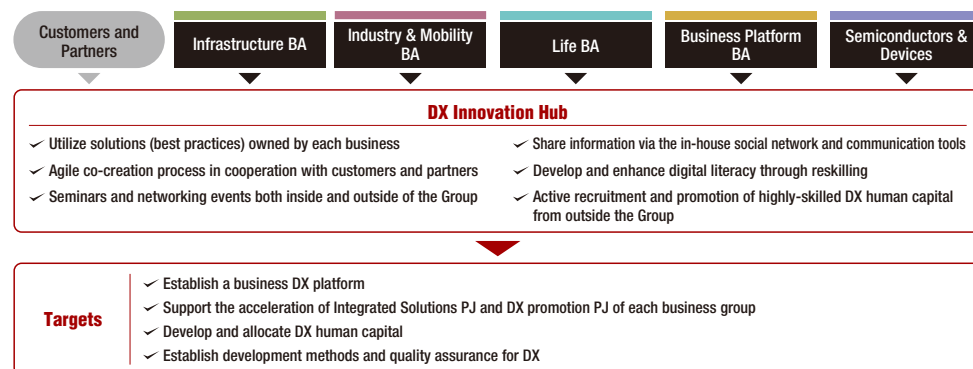 Customers and
Partners
Infrastructure BA
Industry & Mobility
BA
Life BA
Business Platform
BA
Semiconductors &
Devices
DX Innovation Hub
✓ Utilize solutions (best practices) owned by each business
✓ Agile co-creation process in cooperation with customers and partners
✓ Seminars and networking events both inside and outside of the Group
✓ Share information via the in-house social network and communication tools
✓ Develop and enhance digital literacy through reskilling
✓ Active recruitment and promotion of highly-skilled DX human capital
from outside the Group
Targets
✓ Establish a business DX platform
✓ Support the acceleration of Integrated Solutions PJ and DX promotion PJ of each business group
✓ Develop and allocate DX human capital
✓ Establish development methods and quality assurance for DX